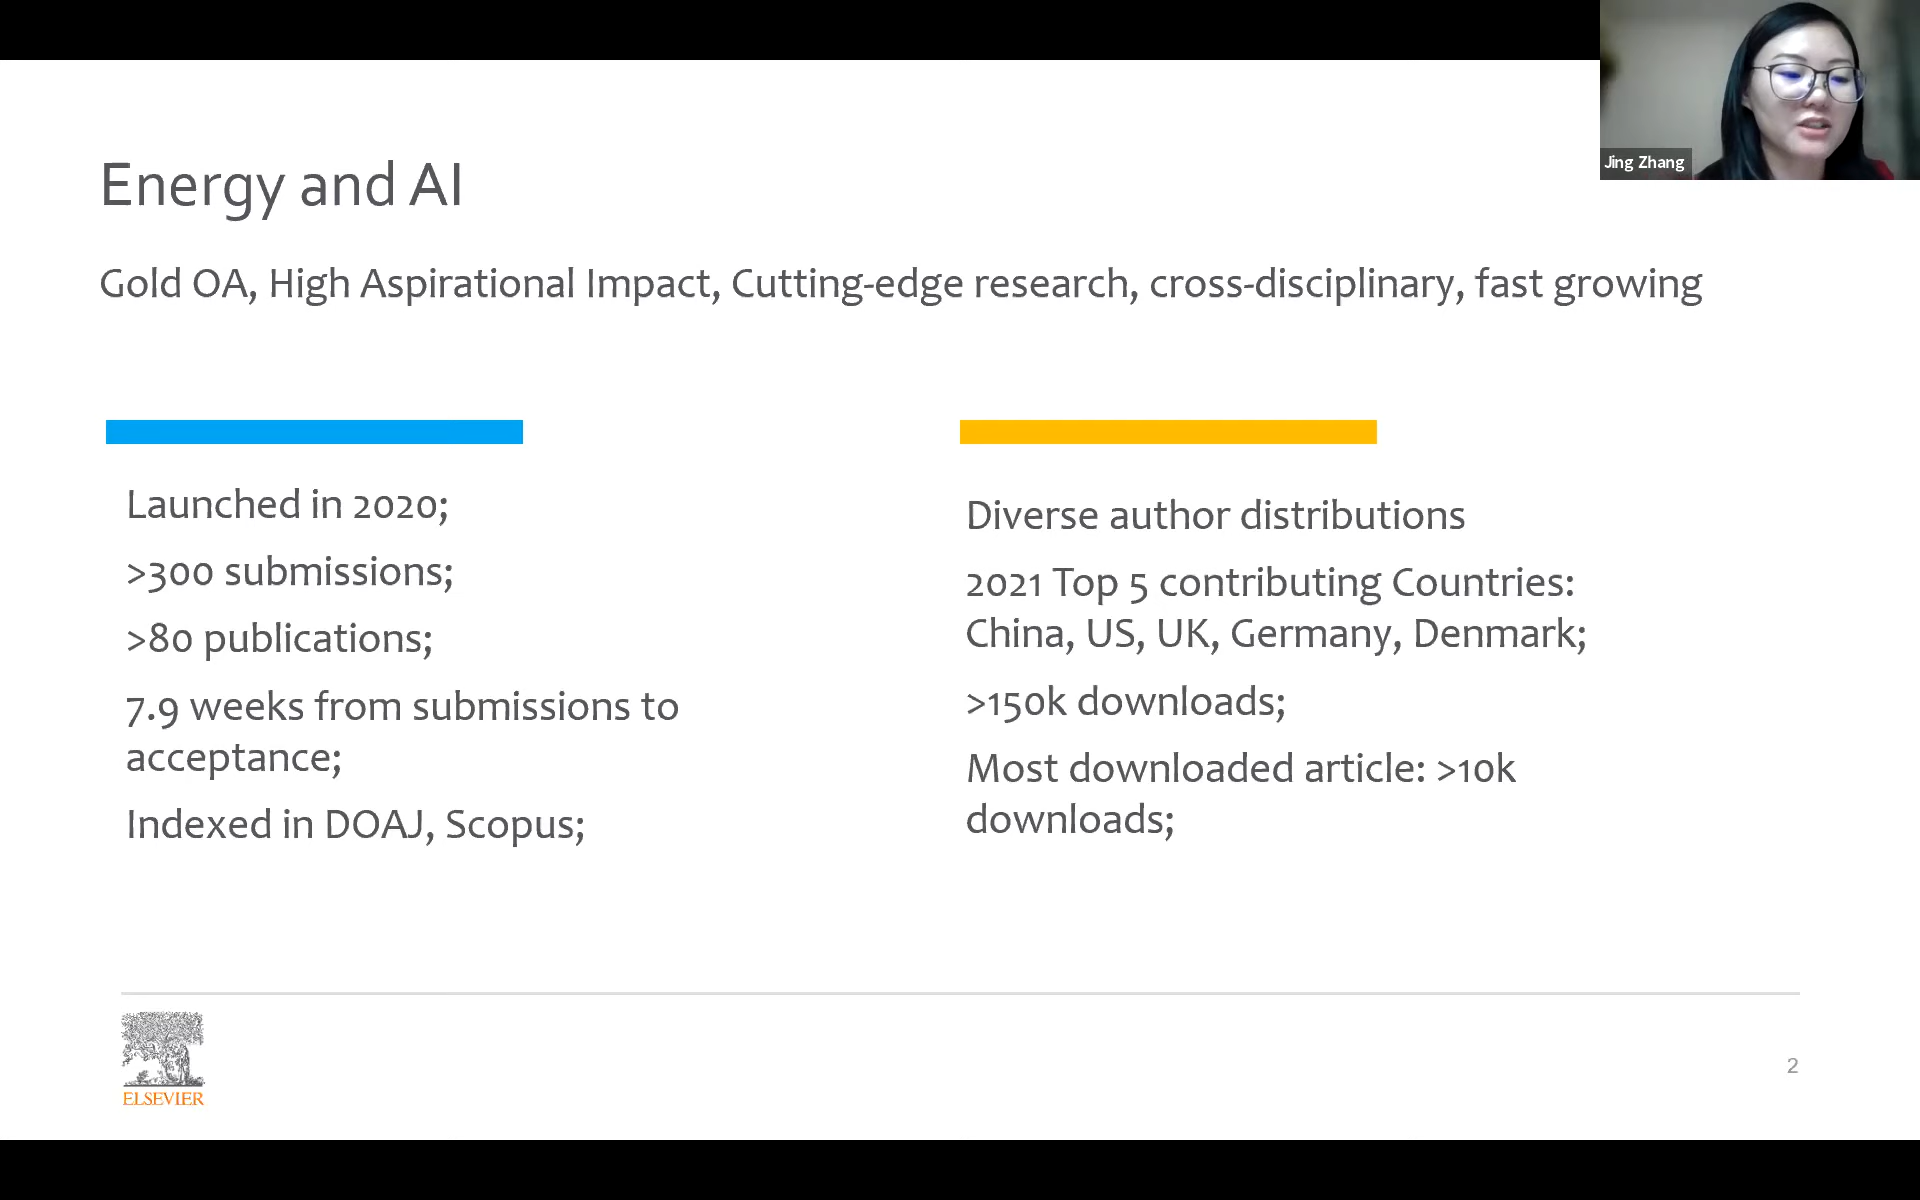 Jing Zhang
Energy and AI
Gold OA, High Aspirational Impact, Cutting-edge research, cross-disciplinary, fast growing
Launched in 2020;
>300 submissions;
>80 publications;
7.9 weeks from submissions to
acceptance;
Indexed in DOAJ, Scopus;
Diverse author distributions
2021 Top 5 contributing Countries:
China, US, UK, Germany, Denmark;
>150k downloads;
Most downloaded article: >10k
downloads;
ELSEVIER
2